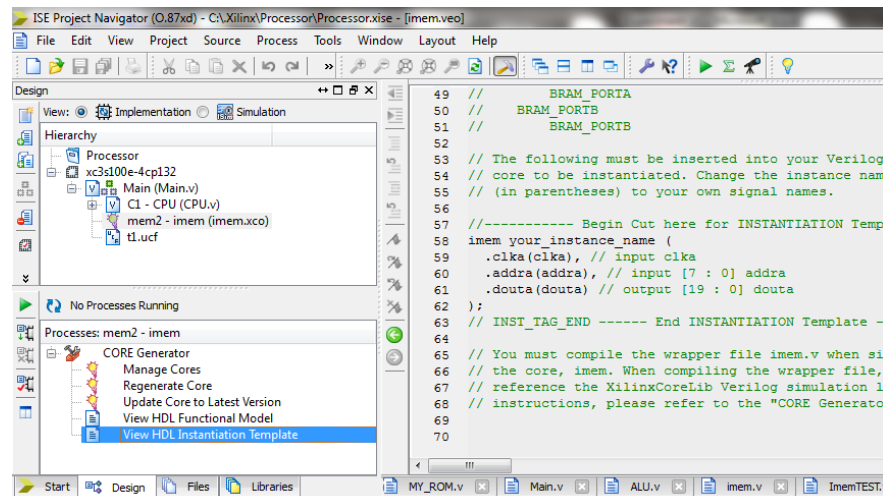 ISE Project Navigator (O.87xd) - C:\.Xilinx\Processor\Processor.xise - [imem.veo]
File Edit View Project Source Process Tools Window Layout Help
Design
View: Implementation Simulation
Hierarchy
Processor
xc3s100e-4cp132
Main (Main.v)
C1 - CPU (CPU.v)
mem2 - imem (imem.xco)
t1.ucf
No Processes Running
Processes: mem2 - imem
CORE Generator
Manage Cores
Regenerate Core
Update Core to Latest Version
View HDL Functional Model
View HDL Instantiation Template
Start Design Files Libraries
49 // BRAM_PORTA
50 // BRAM_PORTB
51 // BRAM_PORTB
52
53 // The following must be inserted into your Verilog
54 // core to be instantiated. Change the instance nam
55 // (in parentheses) to your own signal names.
56
57 //----------- Begin Cut here for INSTANTIATION Temp
58 imem your_instance_name (
59 .clka(clka), // input clka
60 .addra(addra), // input [7 : 0] addra
61 .douta(douta) // output [19 : 0] douta
62 );
63 // INST_TAG_END ------ End INSTANTIATION Template -
64
65 // You must compile the wrapper file imem.v when si
66 // the core, imem. When compiling the wrapper file,
67 // reference the XilinxCoreLib Verilog simulation l
68 // instructions, please refer to the "CORE Generato
69
70
MY_ROM.v Main.v ALU.v imem.v ImemTEST.